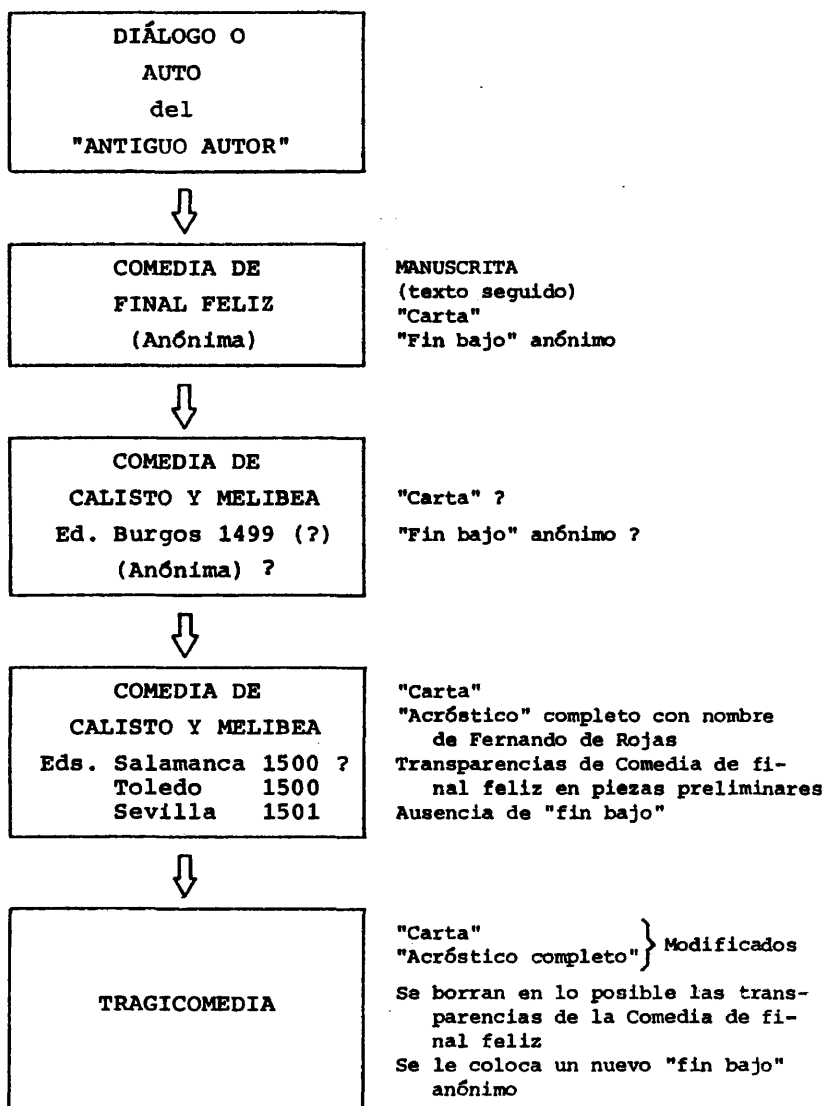 DIÁLOGO O
AUTO
del
"ANTIGUO AUTOR"
COMEDIA DE
FINAL FELIZ
(Anónima)
MANUSCRITA
(texto seguido)
"Carta"
"Fin bajo" anónimo
COMEDIA DE
CALISTO Y MELIBEA
Ed. Burgos 1499 (?)
(Anónima) ?
"Carta" ?
"Fin bajo" anónimo ?
COMEDIA DE
CALISTO Y MELIBEA
Eds. Salamanca 1500 ?
Toledo 1500
Sevilla 1501
"Carta"
"Acróstico" completo con nombre
de Fernando de Rojas
Transparencias de Comedia de fi-
nal feliz en piezas preliminares
Ausencia de "fin bajo"
TRAGICOMEDIA
"Carta"
"Acróstico completo"
Modificados
Se borran en lo posible las trans-
parencias de la Comedia de fi-
nal feliz
Se le coloca un nuevo "fin bajo"
anónimo